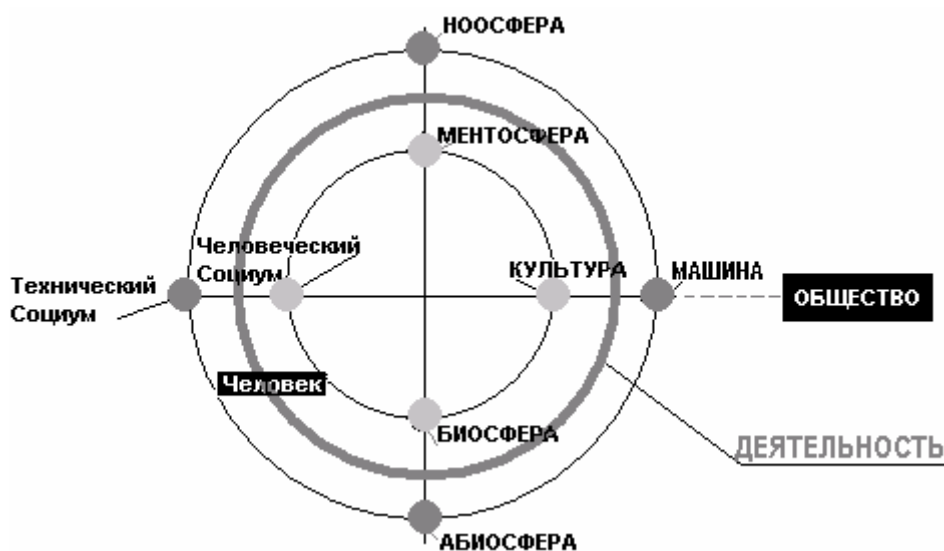 НООСФЕРА
МЕНТОСФЕРА
Человеческий
Социум
КУЛЬТУРА
МАШИНА
Технический
Социум
ОБЩЕСТВО
Человек
БИОСФЕРА
ДЕЯТЕЛЬНОСТЬ
АБИОСФЕРА